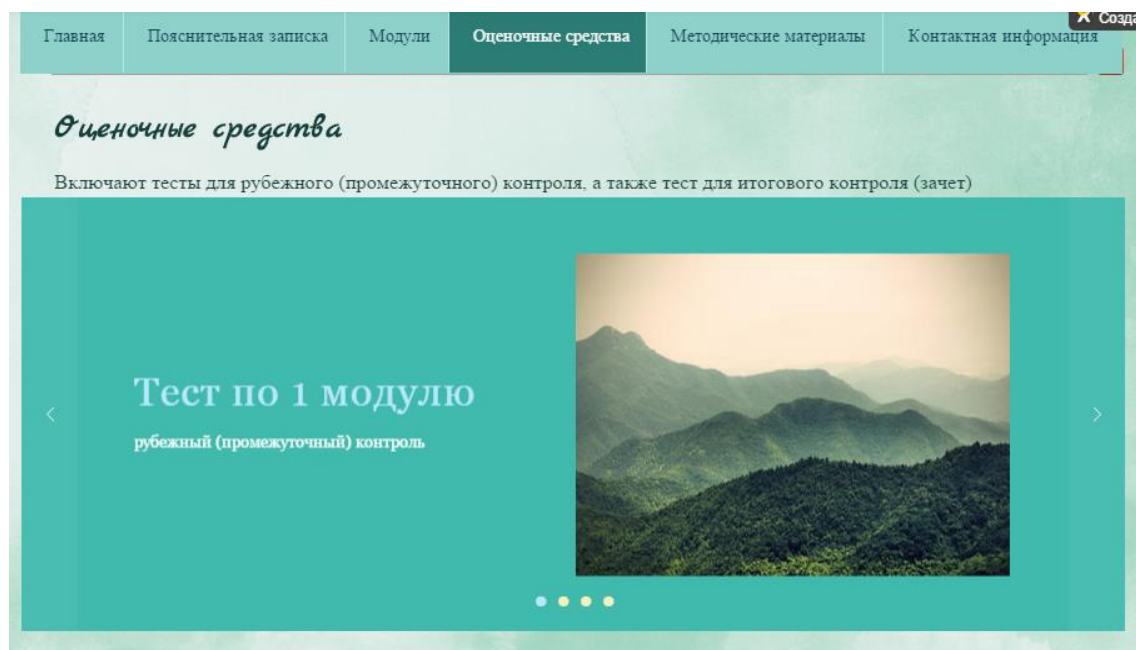 Созда
Главная Пояснительная записка Модули Оценочные средства Методические материалы Контактная информация
Оценочные средства
Включают тесты для рубежного (промежуточного) контроля, а также тест для итогового контроля (зачет)
Тест по 1 модулю
рубежный (промежуточный) контроль